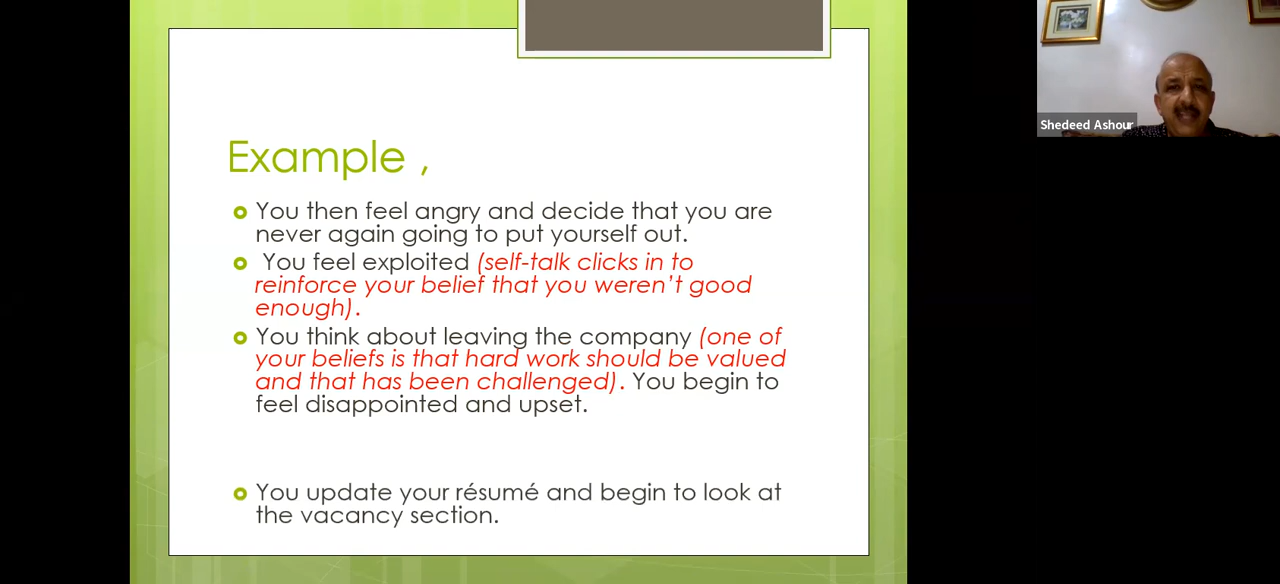 Example ,
You then feel angry and decide that you are
never again going to put yourself out.
You feel exploited (self-talk clicks in to
reinforce your belief that you weren’t good
enough).
You think about leaving the company (one of
your beliefs is that hard work should be valued
and that has been challenged). You begin to
feel disappointed and upset.
You update your résumé and begin to look at
the vacancy section.
Shedeed Ashour